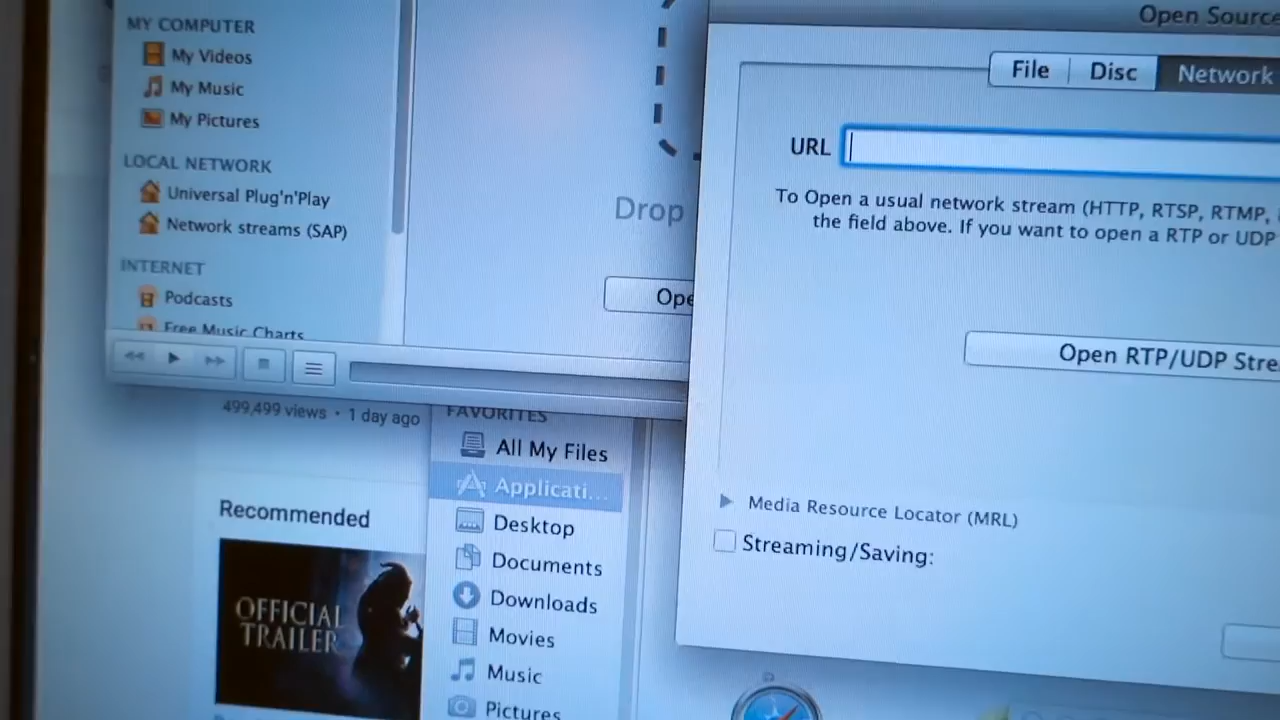 MY COMPUTER
My Videos
My Music
My Pictures
LOCAL NETWORK
Universal Plug'n'Play
Network streams (SAP)
INTERNET
Podcasts
Free Music Charts
Drop
Ope
499,499 views • 1 day ago
Recommended
OFFICIAL
TRAILER
FAVORITES
All My Files
Applicati...
Desktop
Documents
Downloads
Movies
Music
Pictures
Open Source
File
Disc
Network
URL
To Open a usual network stream (HTTP, RTSP, RTMP,
the field above. If you want to open a RTP or UDP
Open RTP/UDP Stre
Media Resource Locator (MRL)
Streaming/Saving: